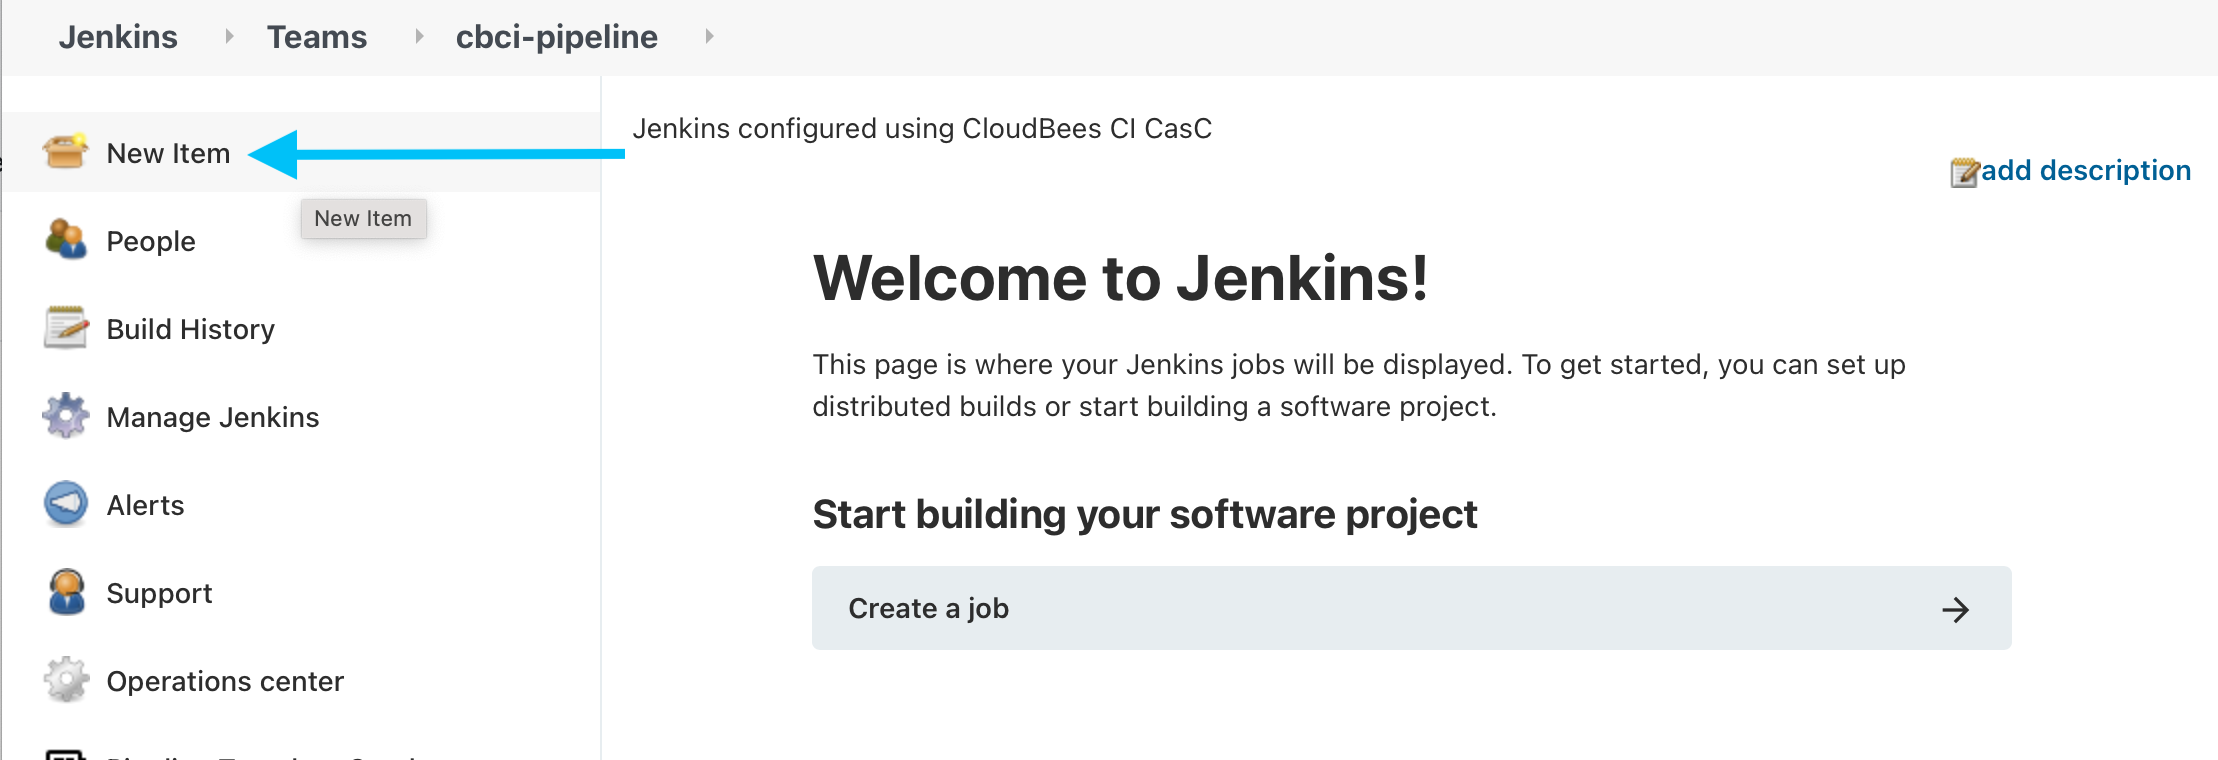 Jenkins Teams cbci-pipeline
New Item
New Item
People
Build History
Manage Jenkins
Alerts
Support
Operations center
Jenkins configured using CloudBees CI CasC
add description
Welcome to Jenkins!
This page is where your Jenkins jobs will be displayed. To get started, you can set up
distributed builds or start building a software project.
Start building your software project
Create a job